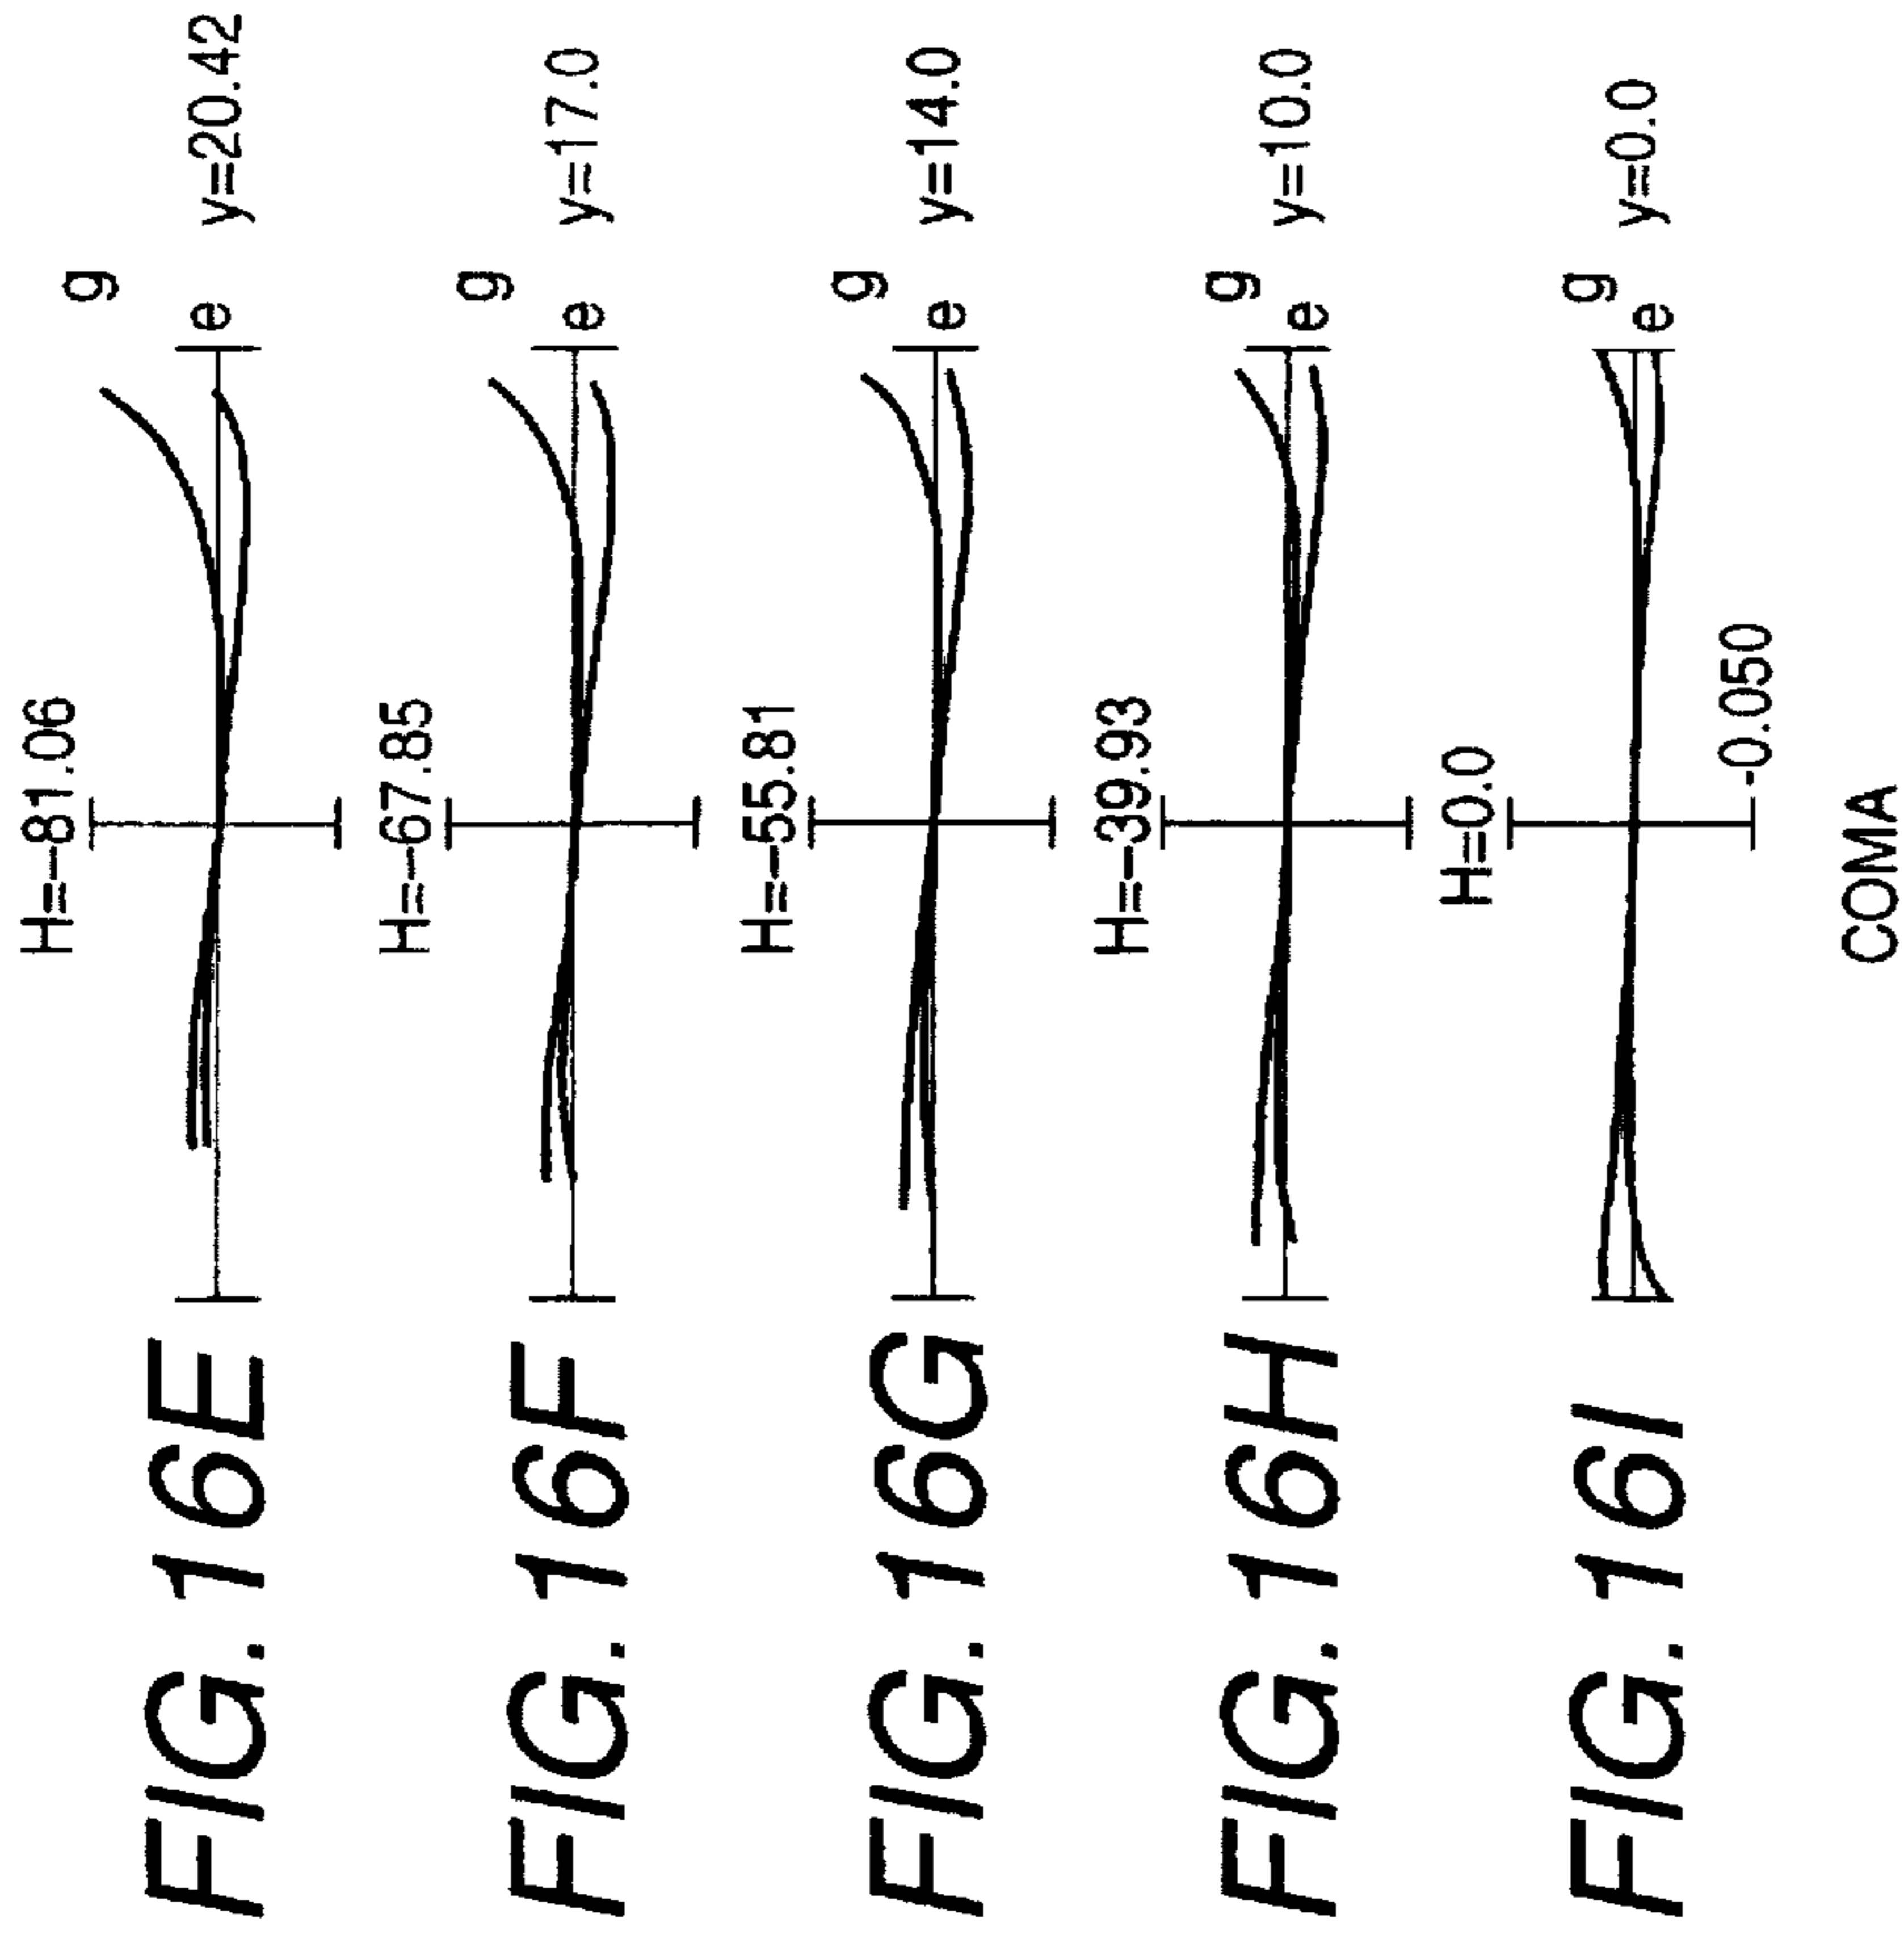 FIG. 16E
H=-81.06
g
e
y=20.42
FIG. 16F
H=-67.85
g
e
y=17.0
FIG. 16G
H=-55.81
g
e
y=14.0
FIG. 16H
H=-39.93
g
e
y=10.0
FIG. 16I
H=0.0
g
e
y=0.0
-0.050
COMA